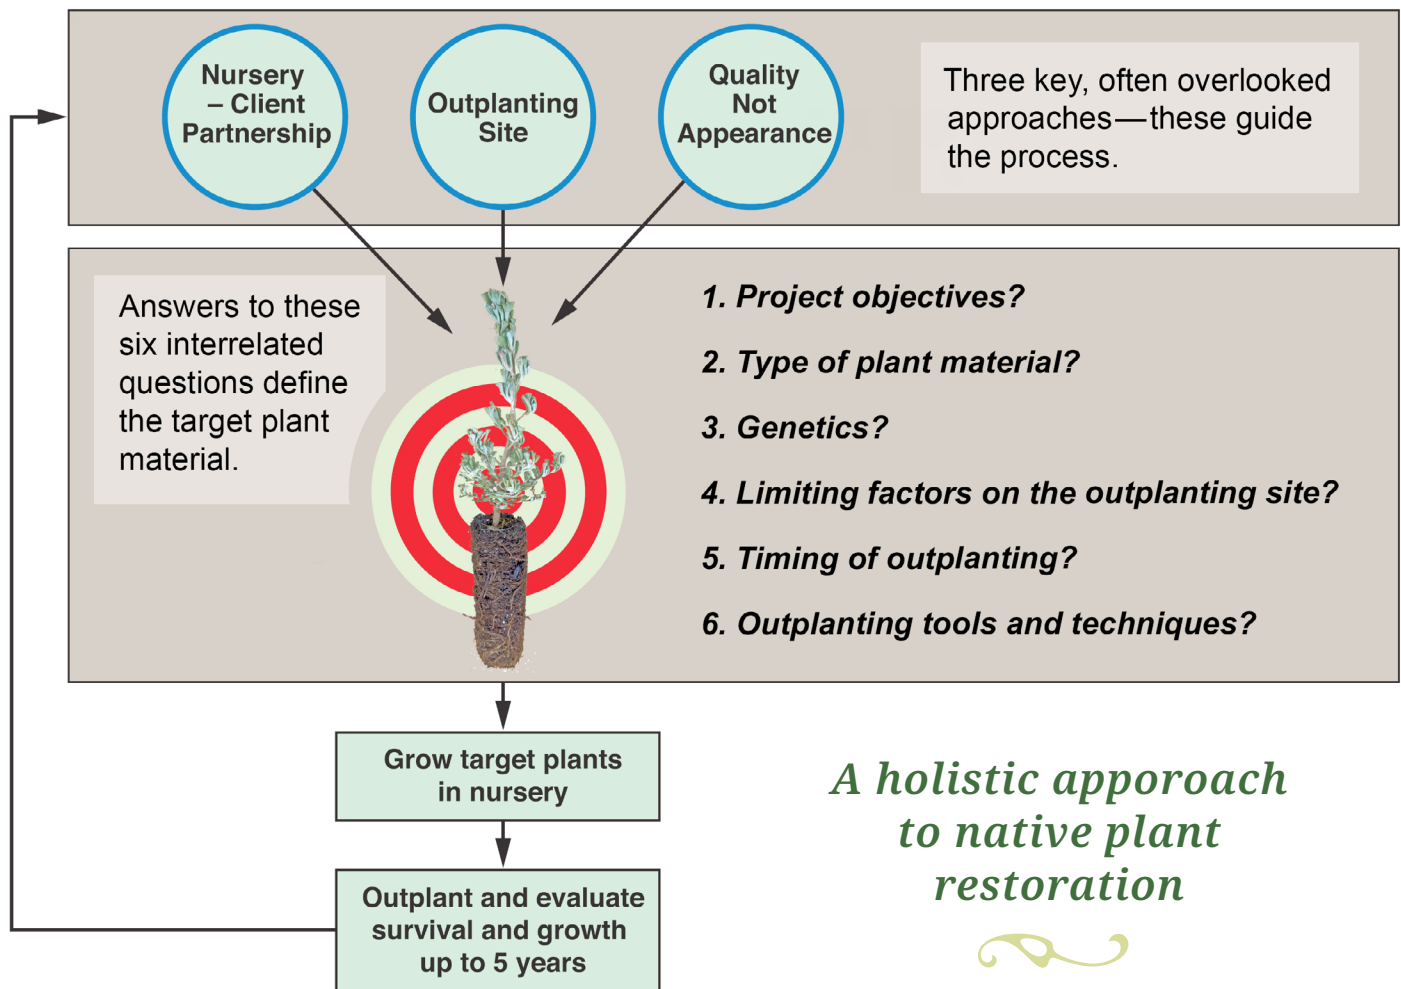 Nursery
– Client
Partnership
Outplanting
Site
Quality
Not
Appearance
Three key, often overlooked
approaches—these guide
the process.
Answers to these
six interrelated
questions define
the target plant
material.
1. Project objectives?
2. Type of plant material?
3. Genetics?
4. Limiting factors on the outplanting site?
5. Timing of outplanting?
6. Outplanting tools and techniques?
Grow target plants
in nursery
Outplant and evaluate
survival and growth
up to 5 years
A holistic apporoach
to native plant
restoration